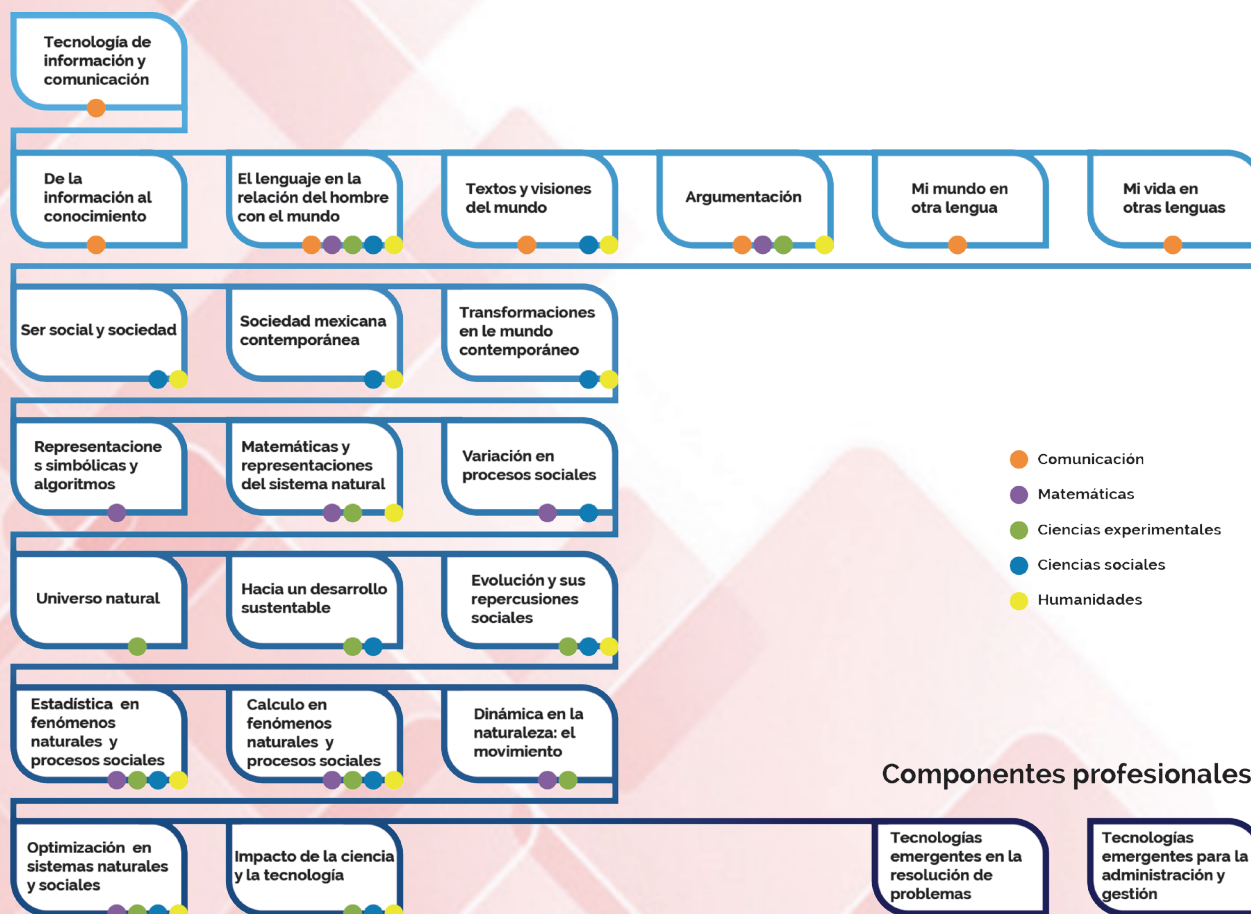 Tecnología de
información y
comunicación
De la
información al
conocimiento
El lenguaje en la
relación del hombre
con el mundo
Textos y visiones
del mundo
Argumentación
Mi mundo en
otra lengua
Mi vida en
otras lenguas
Ser social y sociedad
Sociedad mexicana
contemporánea
Transformaciones
en le mundo
contemporáneo
Representacione
s simbólicas y
algoritmos
Matemáticas y
representaciones
del sistema natural
Variación en
procesos sociales
Comunicación
Matemáticas
Ciencias experimentales
Ciencias sociales
Humanidades
Universo natural
Hacia un desarrollo
sustentable
Evolución y sus
repercusiones
sociales
Estadística en
fenómenos
naturales y
procesos sociales
Calculo en
fenómenos
naturales y
procesos sociales
Dinámica en la
naturaleza: el
movimiento
Componentes profesionales
Optimización en
sistemas naturales
y sociales
Impacto de la ciencia
y la tecnología
Tecnologías
emergentes en la
resolución de
problemas
Tecnologías
emergentes para la
administración y
gestión